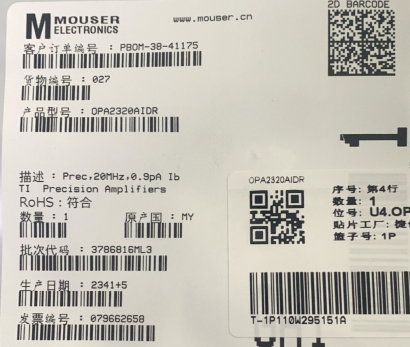 MOUSER
ELECTRONICS
www.mouser.cn
2D BARCODE
客户订单编号 : PBOM-38-41175
货物编号 : 027
产品型号 : OPA2320AIDR
描述 : Prec,20MHz,0.9pA Ib
TI Precision Amplifiers
RoHS : 符合
数量 : 1 原产国 : MY
批次代码 : 3786816ML3
生产日期 : 2341+5
发票编号 : 079662658
OPA2320AIDR
序号: 第4行
数量: 1
位号: U4.OP
贴片工厂: 捷
篮子号: 1P
T-1P110W295151A